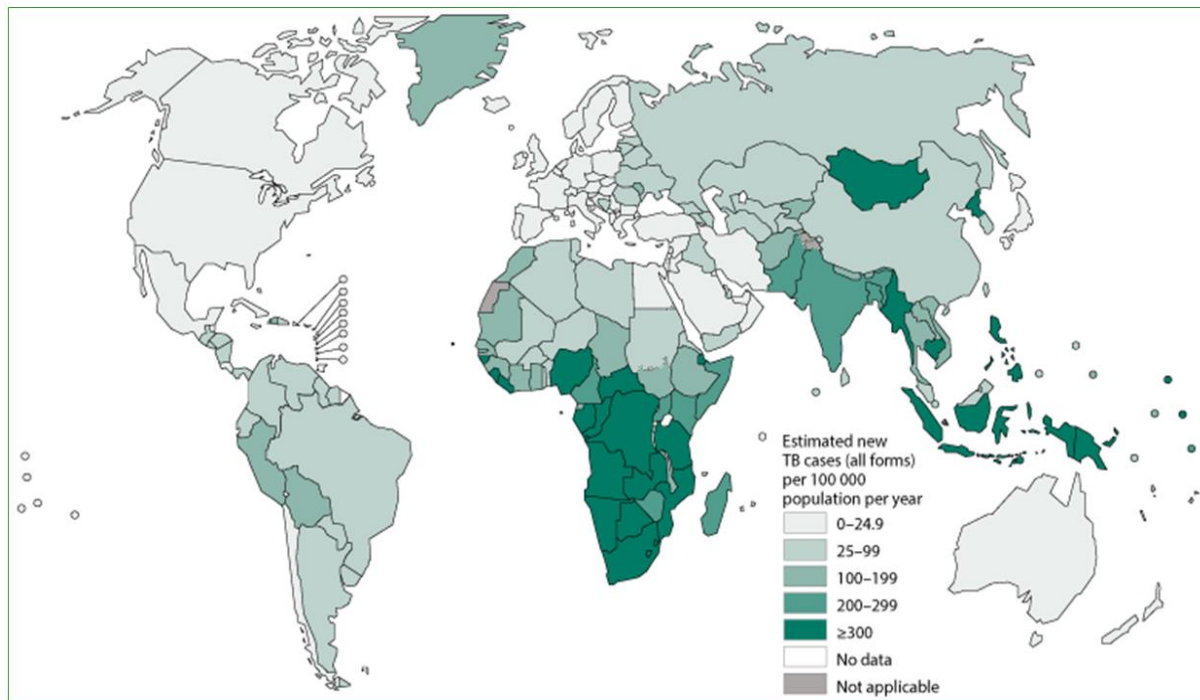 Estimated new
TB cases (all forms)
per 100 000
population per year
0–24.9
25–99
100–199
200–299
≥300
No data
Not applicable